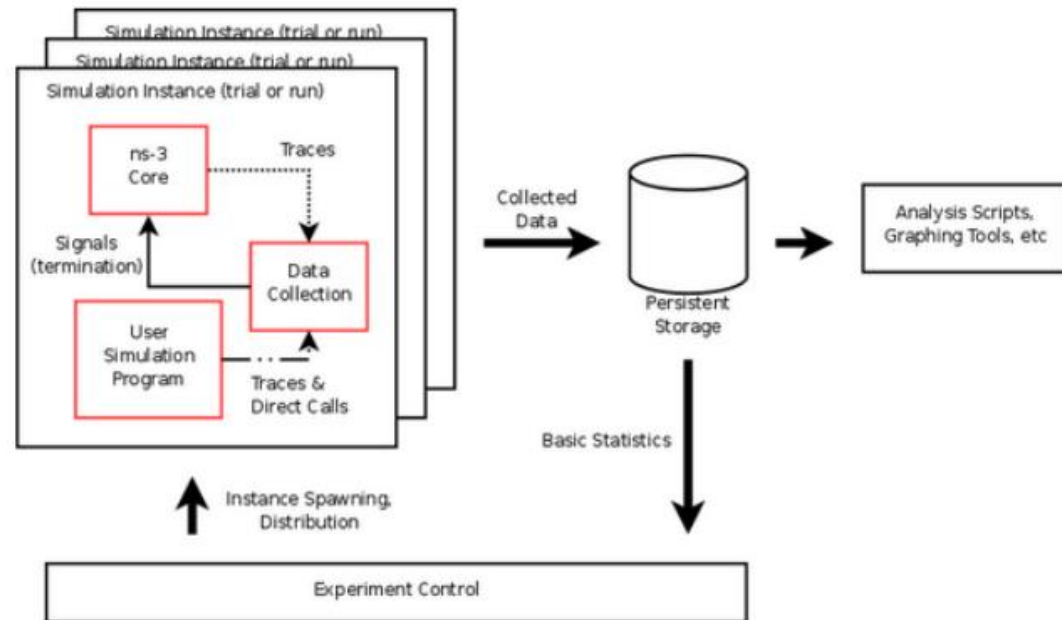 Simulation Instance (trial or run)
Simulation Instance (trial or run)
Simulation Instance (trial or run)
ns-3
Core
Traces
Signals
(termination)
Data
Collection
User
Simulation
Program
Traces &
Direct Calls
Collected
Data
Persistent
Storage
Analysis Scripts,
Graphing Tools, etc
Basic Statistics
Instance Spawning,
Distribution
Experiment Control